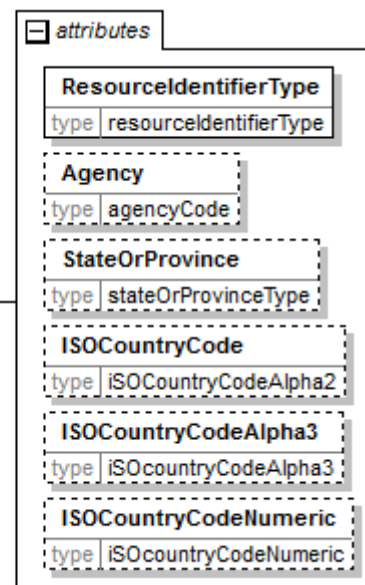 attributes
ResourceIdentifierType
type resourceIdentifierType
Agency
type agencyCode
StateOrProvince
type stateOrProvinceType
ISOCountryCode
type iSOCountryCodeAlpha2
ISOCountryCodeAlpha3
type iSOcountryCodeAlpha3
ISOCountryCodeNumeric
type iSOcountryCodeNumeric